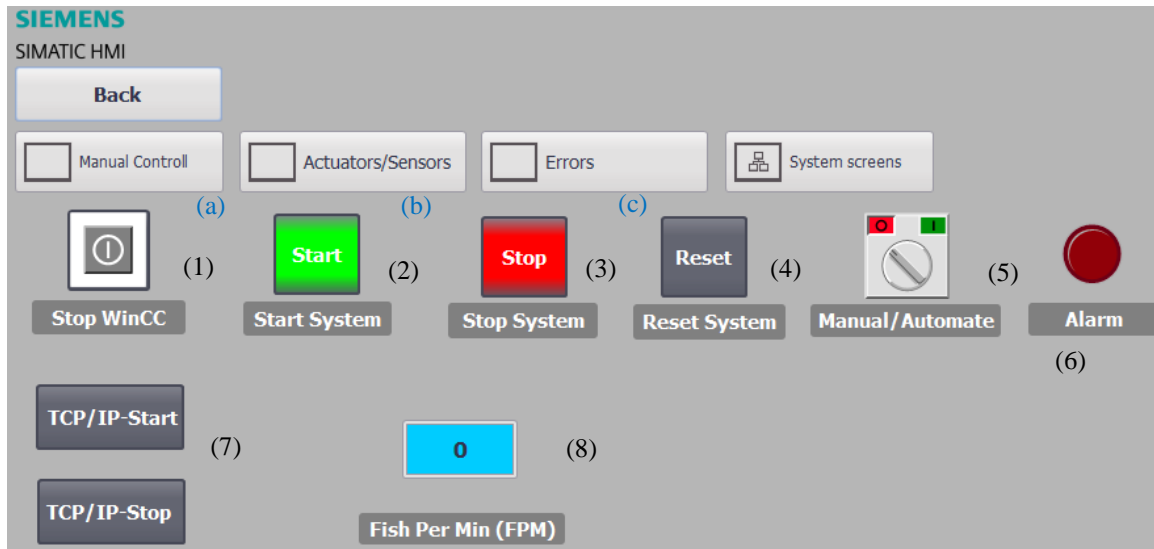 SIEMENS
SIMATIC HMI
Back
Manual Controll
Actuators/Sensors
Errors
System screens
(a)
(b)
(c)
Start
Stop
Reset
O I
(1)
(2)
(3)
(4)
(5)
Stop WinCC
Start System
Stop System
Reset System
Manual/Automate
Alarm
(6)
TCP/IP-Start
(7)
0
(8)
TCP/IP-Stop
Fish Per Min (FPM)